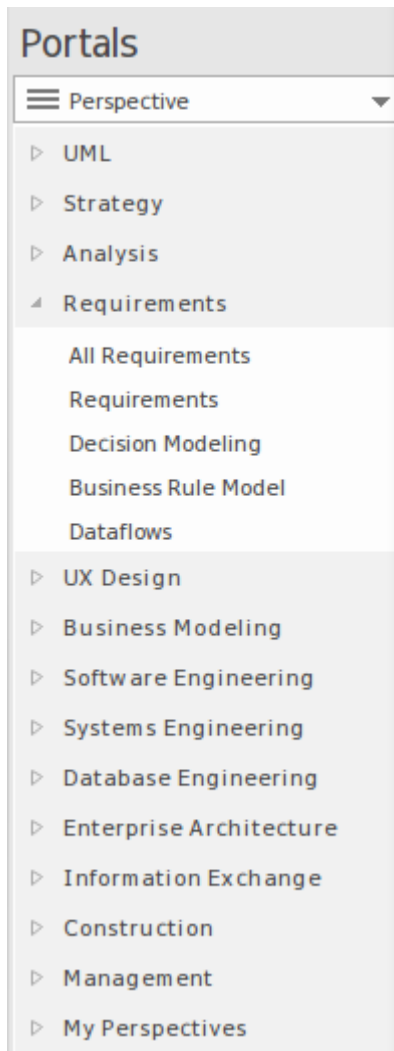 Portals
Perspective
UML
Strategy
Analysis
Requirements
All Requirements
Requirements
Decision Modeling
Business Rule Model
Dataflows
UX Design
Business Modeling
Software Engineering
Systems Engineering
Database Engineering
Enterprise Architecture
Information Exchange
Construction
Management
My Perspectives